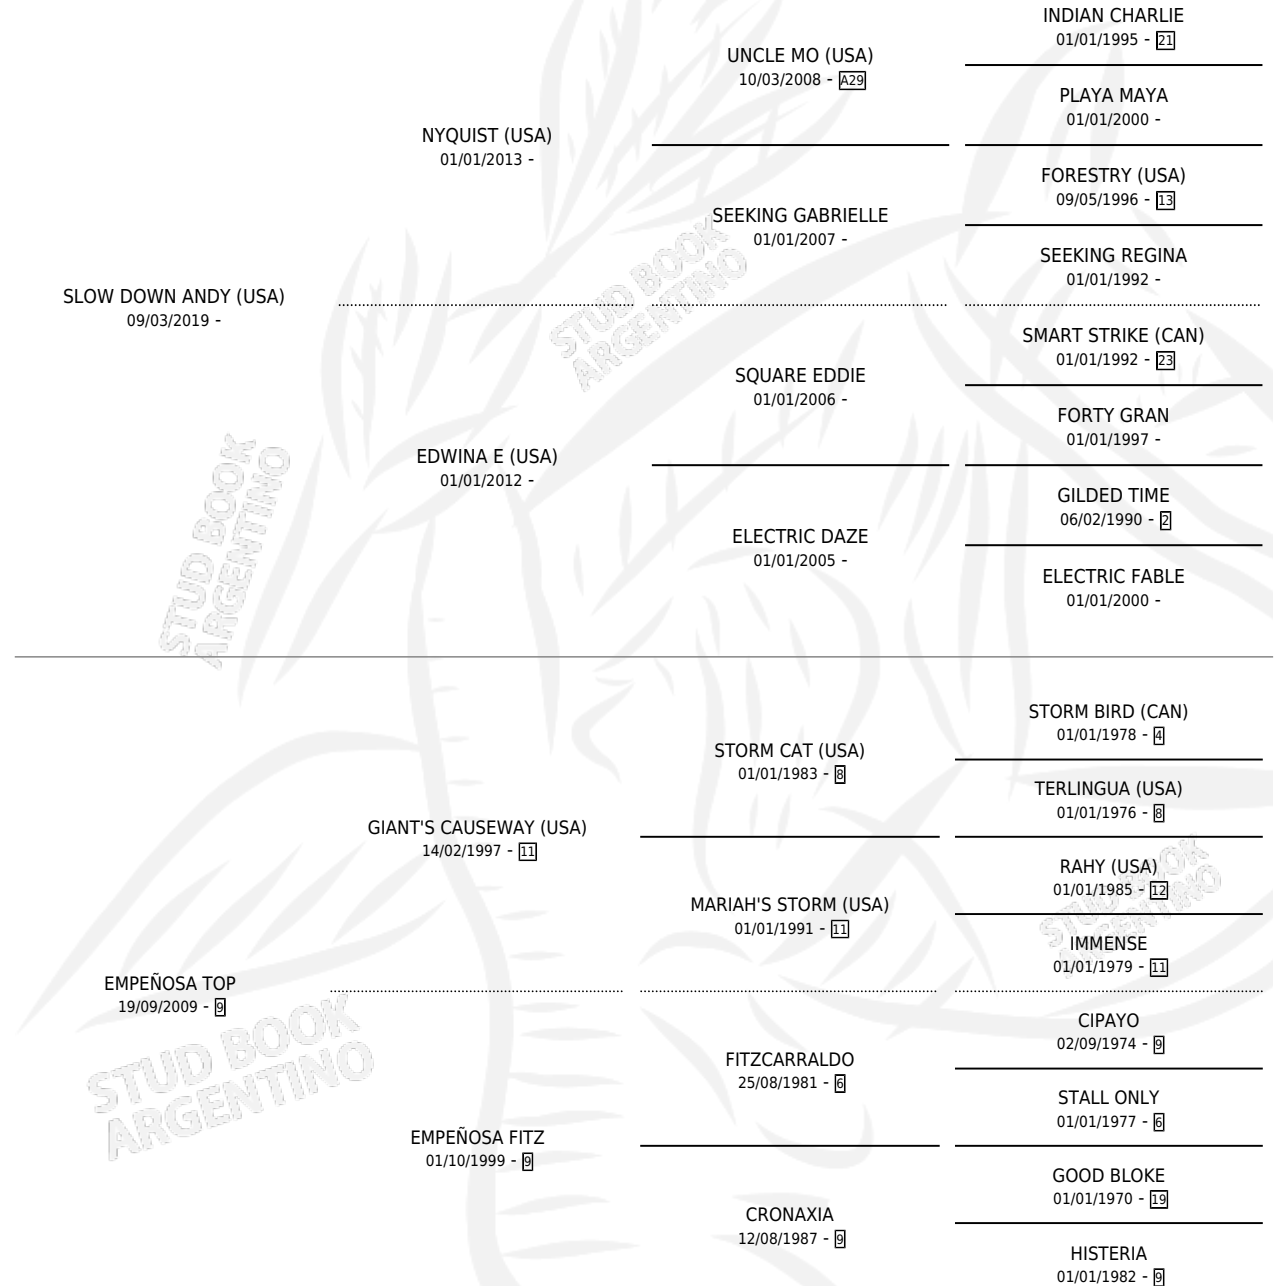 INDIAN CHARLIE
01/01/1995 - 21
UNCLE MO (USA)
10/03/2008 - A29
PLAYA MAYA
01/01/2000 -
NYQUIST (USA)
01/01/2013 -
FORESTRY (USA)
09/05/1996 - 13
SEEKING GABRIELLE
01/01/2007 -
SEEKING REGINA
01/01/1992 -
SLOW DOWN ANDY (USA)
09/03/2019 -
SMART STRIKE (CAN)
01/01/1992 - 23
SQUARE EDDIE
01/01/2006 -
FORTY GRAN
01/01/1997 -
EDWINA E (USA)
01/01/2012 -
GILDED TIME
06/02/1990 - 2
ELECTRIC DAZE
01/01/2005 -
ELECTRIC FABLE
01/01/2000 -
STORM BIRD (CAN)
01/01/1978 - 4
STORM CAT (USA)
01/01/1983 - 8
TERLINGUA (USA)
01/01/1976 - 8
GIANT'S CAUSEWAY (USA)
14/02/1997 - 11
RAHY (USA)
01/01/1985 - 12
MARIAH'S STORM (USA)
01/01/1991 - 11
IMMENSE
01/01/1979 - 11
EMPEÑOSA TOP
19/09/2009 - 9
CIPAYO
02/09/1974 - 9
FITZCARRALDO
25/08/1981 - 6
STALL ONLY
01/01/1977 - 6
EMPEÑOSA FITZ
01/10/1999 - 9
GOOD BLOKE
01/01/1970 - 19
CRONAXIA
12/08/1987 - 9
HISTERIA
01/01/1982 - 9
STUD BOOK
ARGENTINO
STUD BOOK
ARGENTINO
STUD BOOK
ARGENTINO
STUD BOOK
ARGENTINO